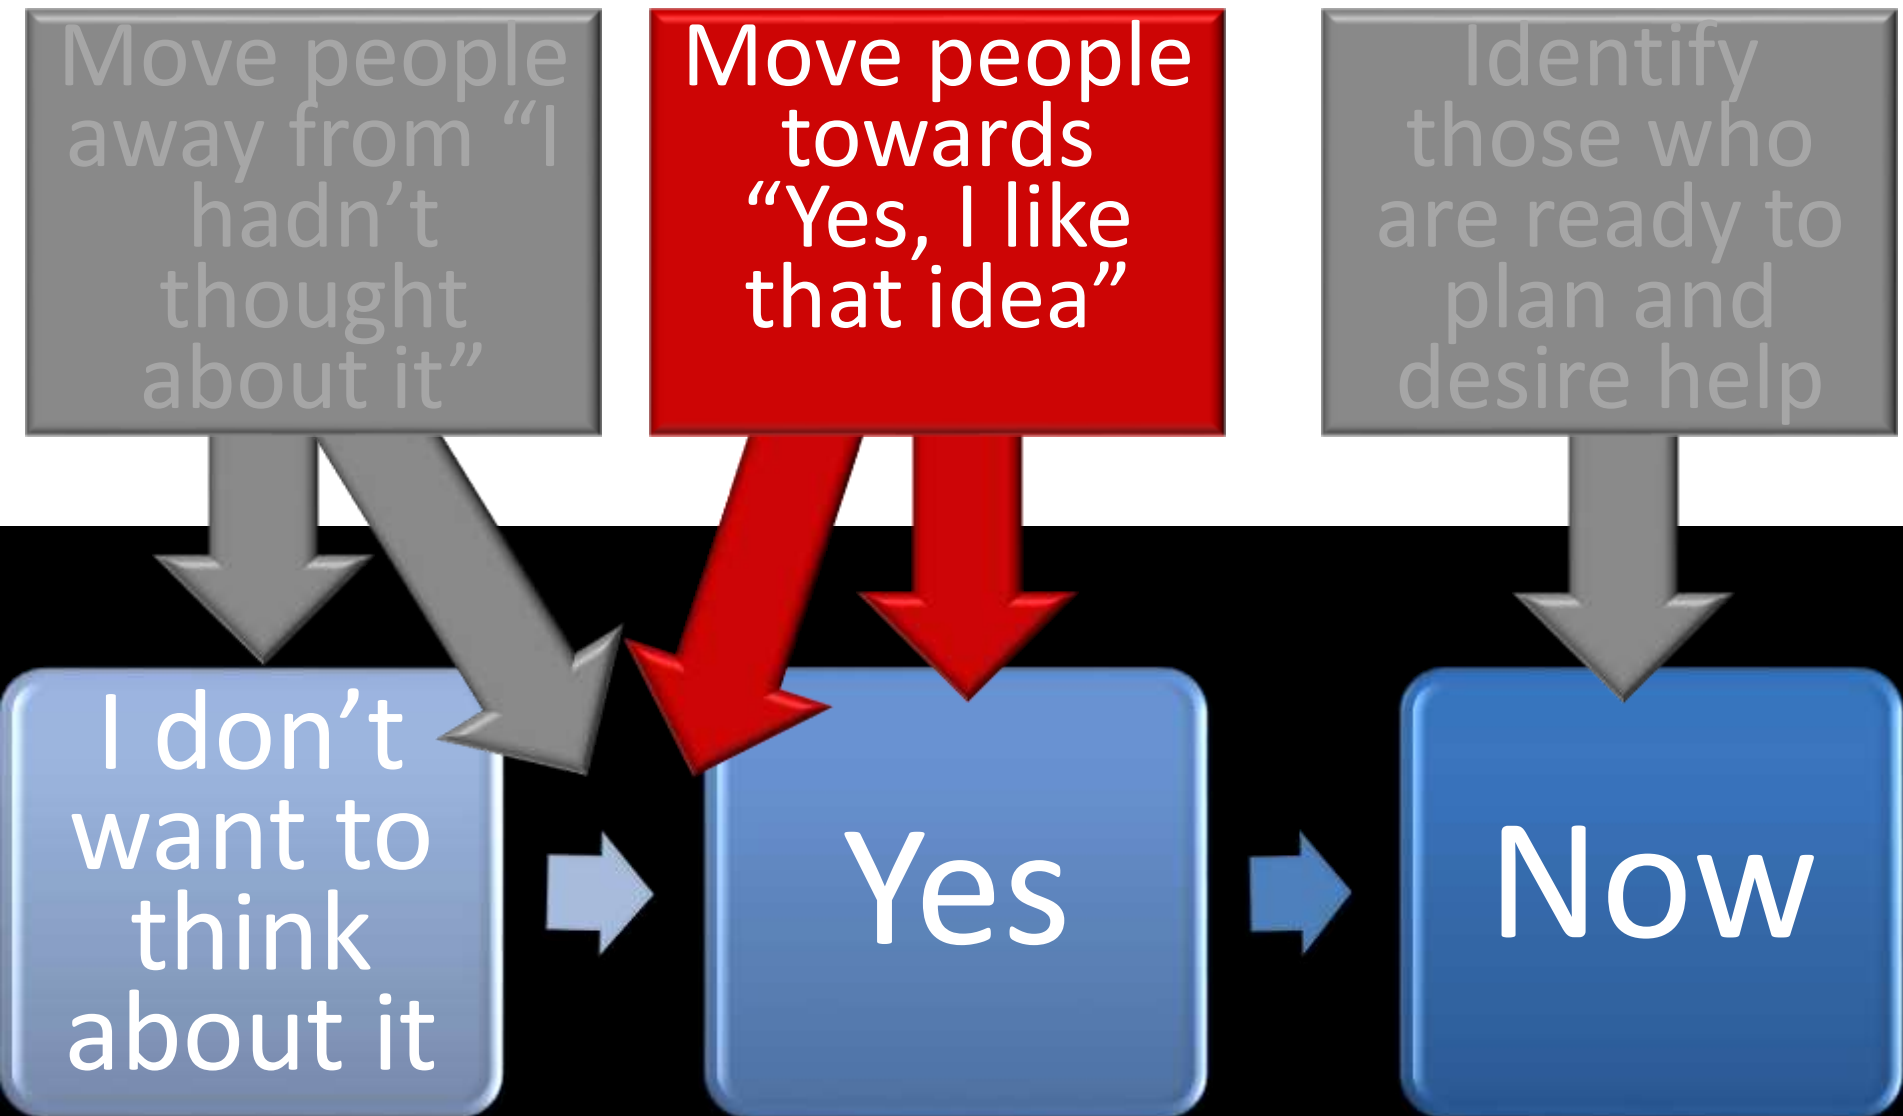 Move people
away from “I
hadn’t
thought
about it”
Move people
towards
“Yes, I like
that idea”
Identify
those who
are ready to
plan and
desire help
I don’t
want to
think
about it
Yes
Now